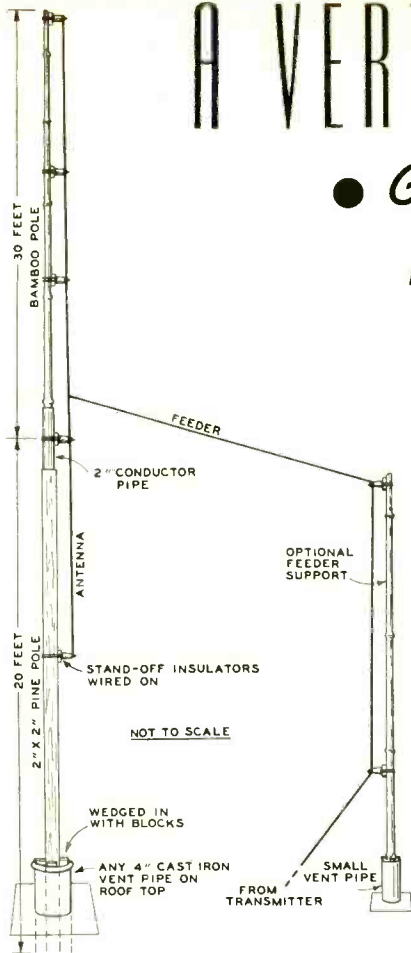 A VER
30 FEET
BAMBOO POLE
FEEDER
2" CONDUCTOR
PIPE
ANTENNA
OPTIONAL
FEEDER
SUPPORT
20 FEET
2" X 2" PINE POLE
STAND-OFF INSULATORS
WIRED ON
NOT TO SCALE
WEDGED IN
WITH BLOCKS
ANY 4" CAST IRON
VENT PIPE ON
ROOF TOP
FROM
TRANSMITTER
SMALL
VENT PIPE